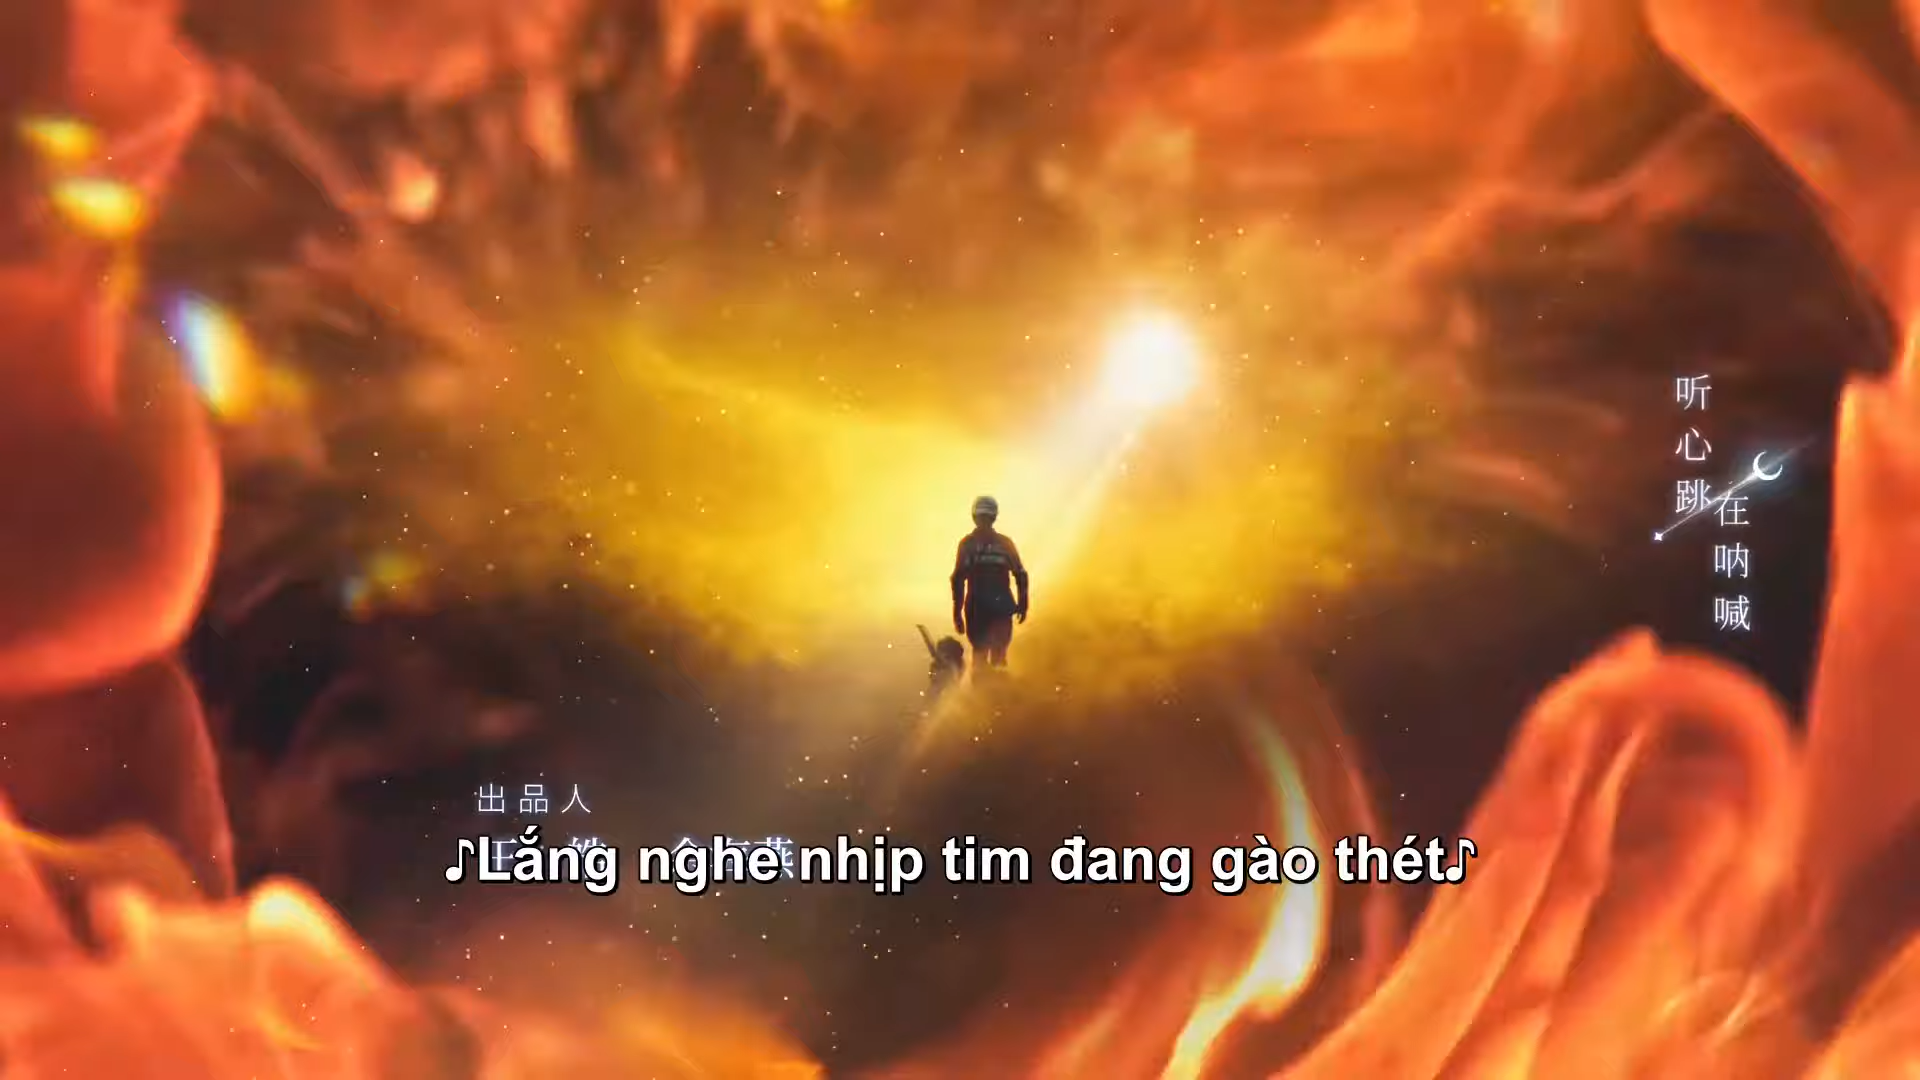 听心跳
在呐喊
出品人
♪Lắng nghe nhịp tim đang gào thét♪